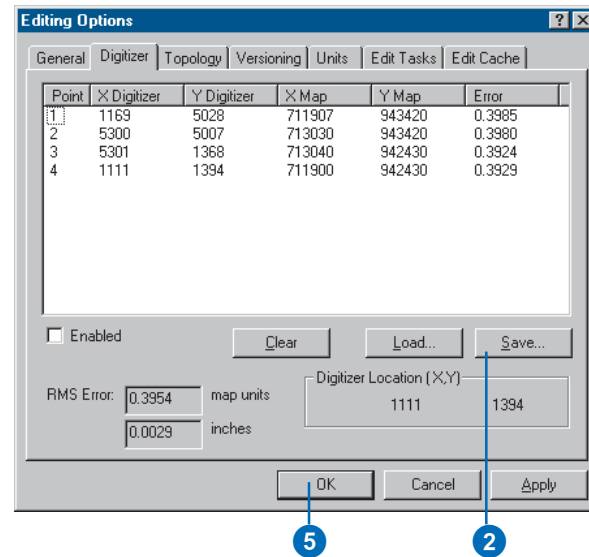 Editing Options
General Digitizer Topology Versioning Units Edit Tasks Edit Cache
Point X Digitizer Y Digitizer X Map Y Map Error
1 1169 5028 711907 943420 0.3985
2 5300 5007 713030 943420 0.3980
3 5301 1368 713040 942430 0.3924
4 1111 1394 711900 942430 0.3929
Enabled
Clear Load... Save...
Digitizer Location (X,Y)
RMS Error: 0.3954 map units 1111 1394
0.0029 inches
OK Cancel Apply
5 2